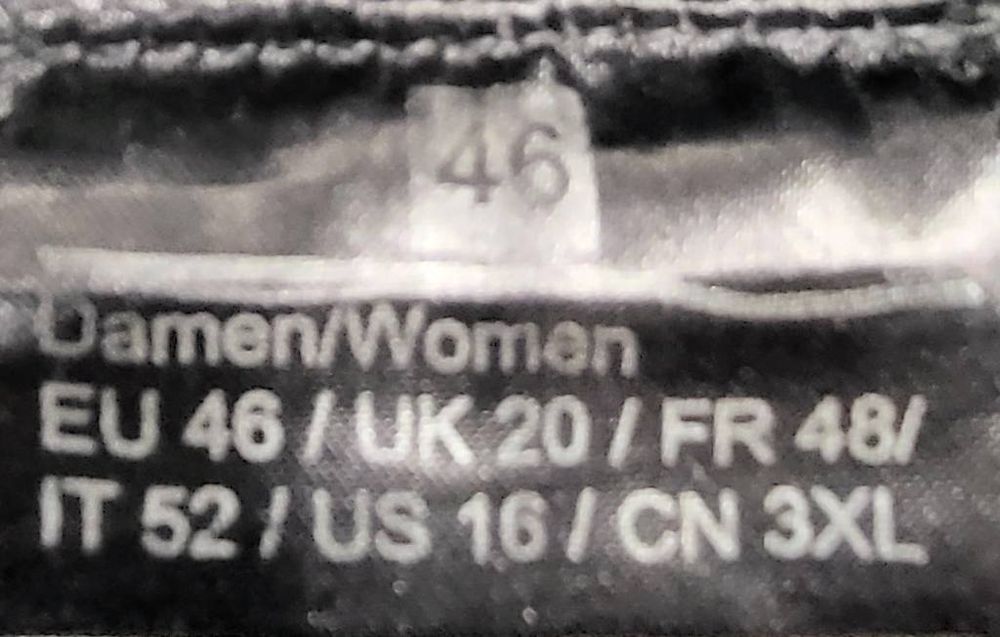 46
Damen/Women
EU 46 / UK 20 / FR 48/
IT 52 / US 16 / CN 3XL